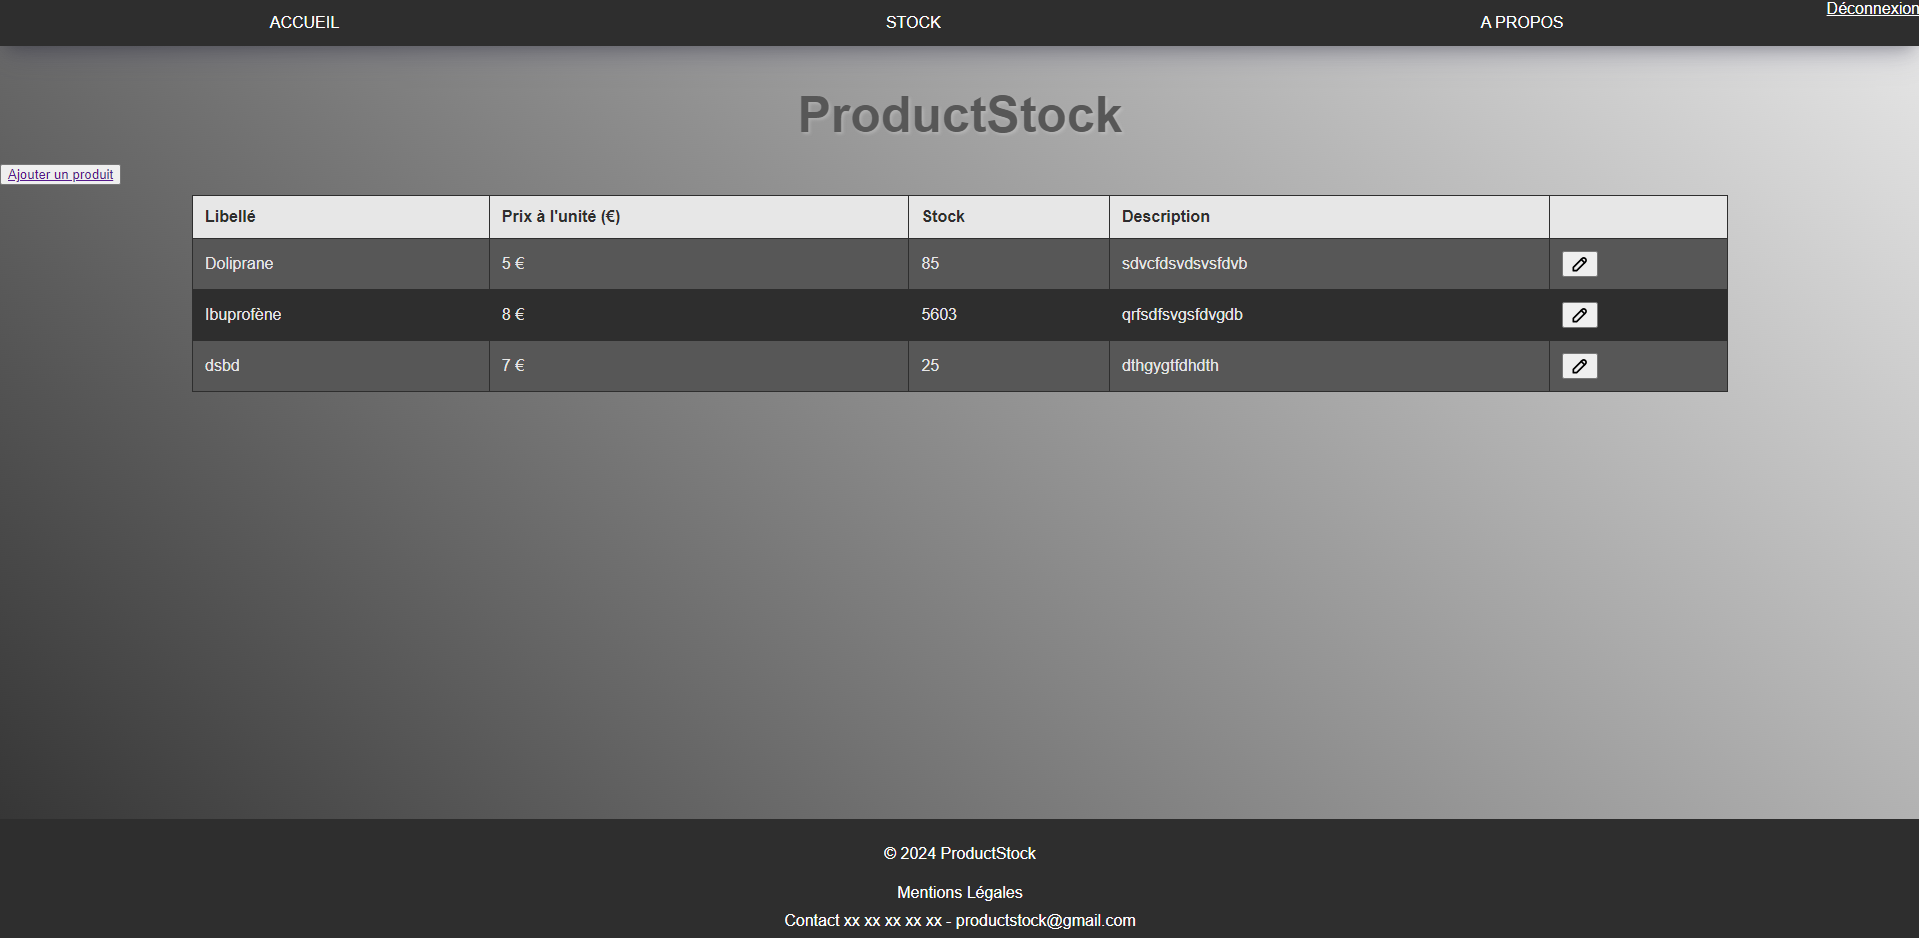 ACCUEIL STOCK A PROPOS Déconnexion
ProductStock
Ajouter un produit
Libellé Prix à l'unité (€) Stock Description
Doliprane 5 € 85 sdvcfdsvdsvsfdvb
Ibuprofène 8 € 5603 qrfsdfsvgsfdvgdb
dsbd 7 € 25 dthgygtfdhdth
© 2024 ProductStock
Mentions Légales
Contact xx xx xx xx xx - productstock@gmail.com